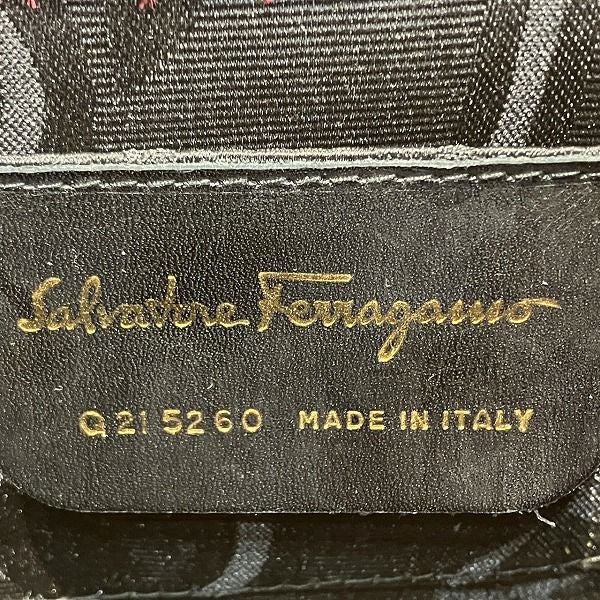 Salvatore Ferragamo
Q21 5260 MADE IN ITALY